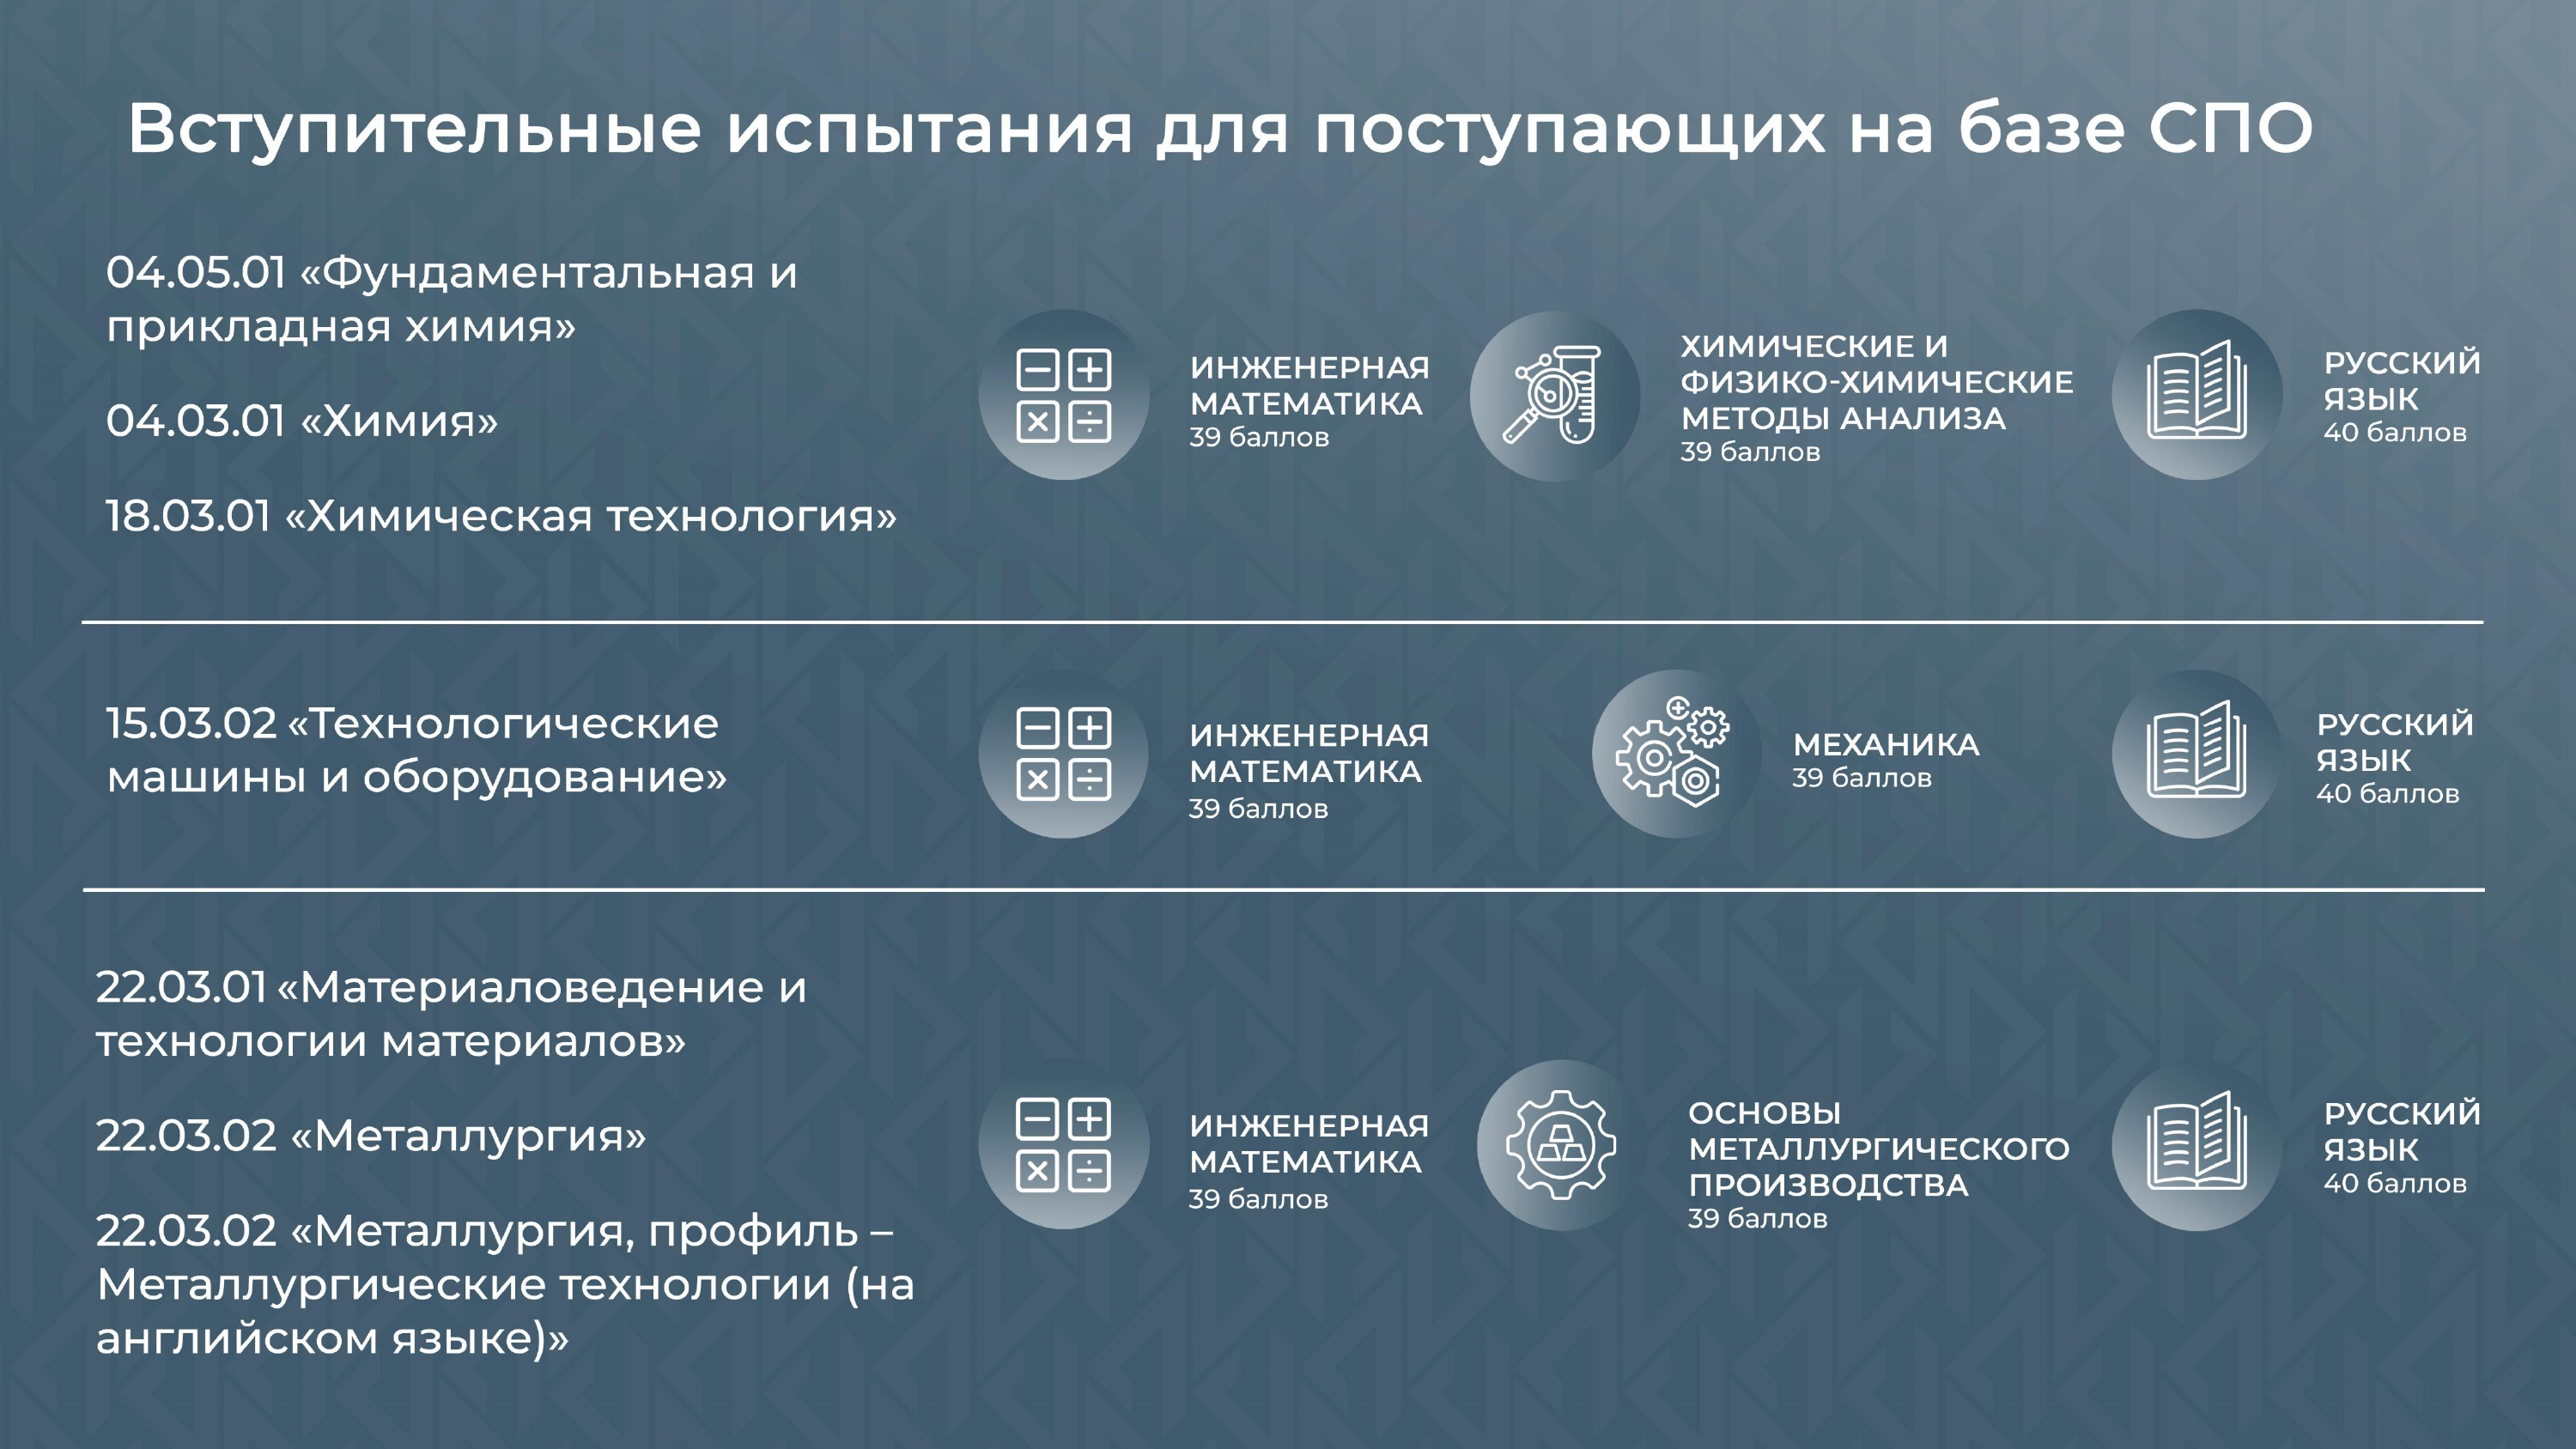 Вступительные испытания для поступающих на базе СПО
04.05.01 «Фундаментальная и
прикладная химия»
04.03.01 «Химия»
18.03.01 «Химическая технология»
ИНЖЕНЕРНАЯ
МАТЕМАТИКА
39 баллов
ХИМИЧЕСКИЕ И
ФИЗИКО-ХИМИЧЕСКИЕ
МЕТОДЫ АНАЛИЗА
39 баллов
РУССКИЙ
ЯЗЫК
40 баллов
15.03.02 «Технологические
машины и оборудование»
ИНЖЕНЕРНАЯ
МАТЕМАТИКА
39 баллов
МЕХАНИКА
39 баллов
РУССКИЙ
ЯЗЫК
40 баллов
22.03.01 «Материаловедение и
технологии материалов»
22.03.02 «Металлургия»
22.03.02 «Металлургия, профиль –
Металлургические технологии (на
английском языке)»
ИНЖЕНЕРНАЯ
МАТЕМАТИКА
39 баллов
ОСНОВЫ
МЕТАЛЛУРГИЧЕСКОГО
ПРОИЗВОДСТВА
39 баллов
РУССКИЙ
ЯЗЫК
40 баллов